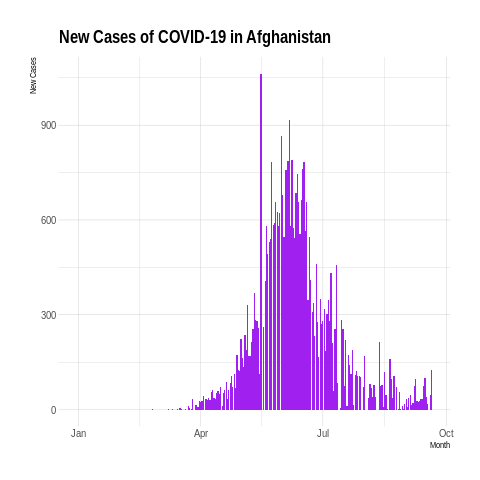 New Cases of COVID-19 in Afghanistan
New Cases
900
600
300
0
Jan Apr Jul Oct
Month